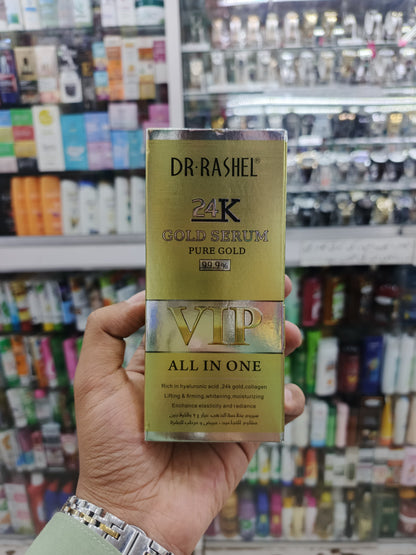 DR·RASHEL®
24K
GOLD SERUM
PURE GOLD
99.9%
VIP
ALL IN ONE
Rich in hyaluronic acid ,24k gold,collagen
Lifting & firming,whitening,moisturizing
Enchance elasticity and radiance